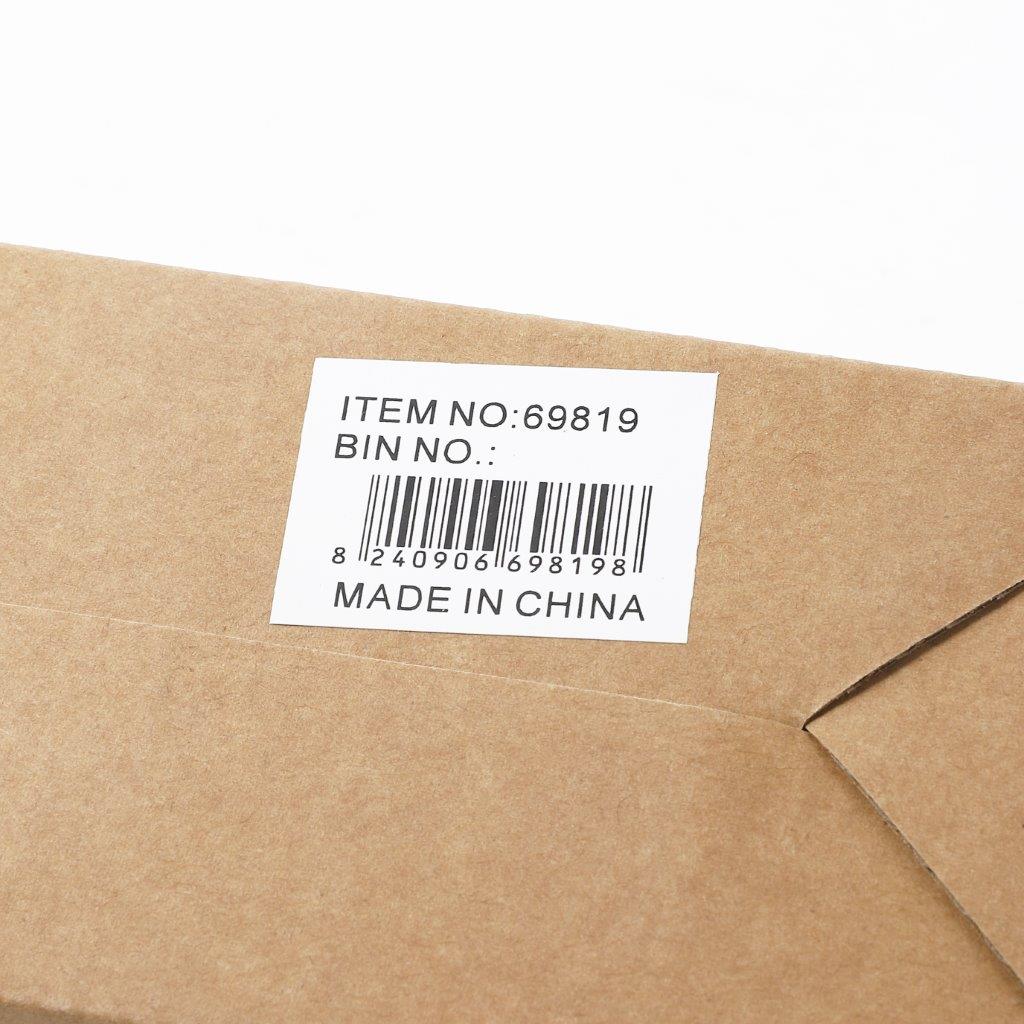 ITEM NO:69819
BIN NO.:
8 240906 698198
MADE IN CHINA